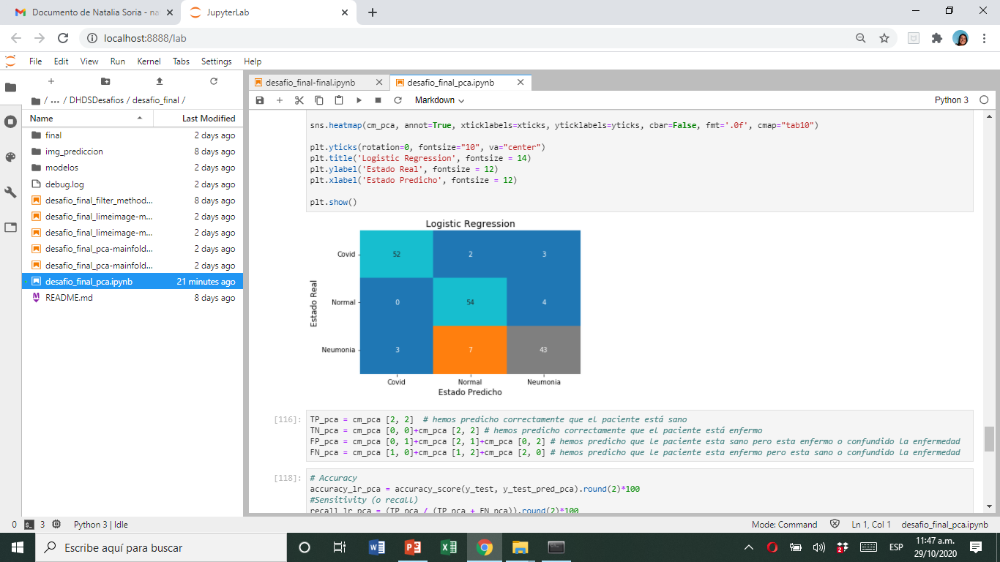 Documento de Natalia Soria - na
JupyterLab
localhost:8888/lab
File Edit View Run Kernel Tabs Settings Help
/ ... / DHDSDesafios / desafio_final /
Name Last Modified
final 2 days ago
img_prediccion 8 days ago
modelos 2 days ago
debug.log 2 days ago
desafio_final_filter_method... 8 days ago
desafio_final_limeimage-m... 2 days ago
desafio_final_limeimage-m... 2 days ago
desafio_final_pca-mainfold... 2 days ago
desafio_final_pca-mainfold... 2 days ago
desafio_final_pca.ipynb 21 minutes ago
README.md 8 days ago
desafio_final-final.ipynb
desafio_final_pca.ipynb
Markdown
Python 3
sns.heatmap(cm_pca, annot=True, xticklabels=xticks, yticklabels=yticks, cbar=False, fmt='.0f', cmap="tab10")
plt.yticks(rotation=0, fontsize="10", va="center")
plt.title('Logistic Regression', fontsize = 14)
plt.ylabel('Estado Real', fontsize = 12)
plt.xlabel('Estado Predicho', fontsize = 12)
plt.show()
Logistic Regression
Estado Real
Covid 52 2 3
Normal 0 54 4
Neumonia 3 7 43
Covid Normal Neumonia
Estado Predicho
[116]:
TP_pca = cm_pca [2, 2] # hemos predicho correctamente que el paciente está sano
TN_pca = cm_pca [0, 0]+cm_pca [2, 2] # hemos predicho correctamente que el paciente está enfermo
FP_pca = cm_pca [0, 1]+cm_pca [2, 1]+cm_pca [0, 2] # hemos predicho que le paciente esta sano pero esta enfermo o confundido la enfermedad
FN_pca = cm_pca [1, 0]+cm_pca [1, 2]+cm_pca [2, 0] # hemos predicho que le paciente esta enfermo pero esta sano o confundido la enfermedad
[118]:
# Accuracy
accuracy_lr_pca = accuracy_score(y_test, y_test_pred_pca).round(2)*100
#Sensitivity (o recall)
recall_lr_pca = (TP_pca / (TP_pca + FN_pca)).round(2)*100
0 3 Python 3 | Idle
Mode: Command Ln 1, Col 1 desafio_final_pca.ipynb
Escribe aquí para buscar
ESP
11:47 a.m.
29/10/2020